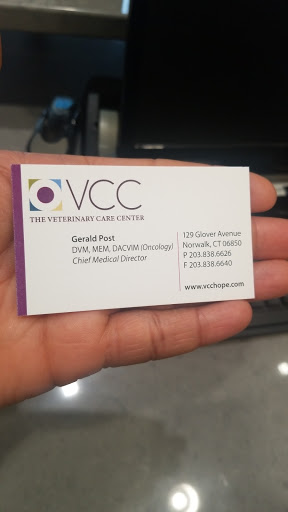 VCC
THE VETERINARY CARE CENTER
Gerald Post
DVM, MEM, DACVIM (Oncology)
Chief Medical Director
129 Glover Avenue
Norwalk, CT 06850
P 203.838.6626
F 203.838.6640
www.vcchope.com